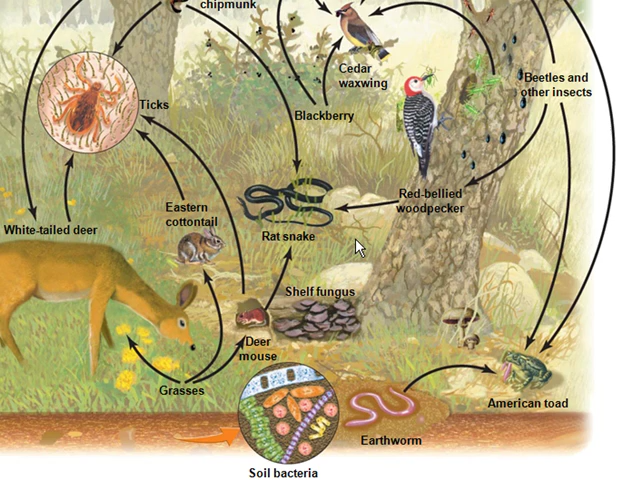 chipmunk
Cedar
waxwing
Beetles and
other insects
Ticks
Blackberry
Red-bellied
woodpecker
Eastern
cottontail
White-tailed deer
Rat snake
Shelf fungus
Deer
mouse
Grasses
American toad
Earthworm
Soil bacteria